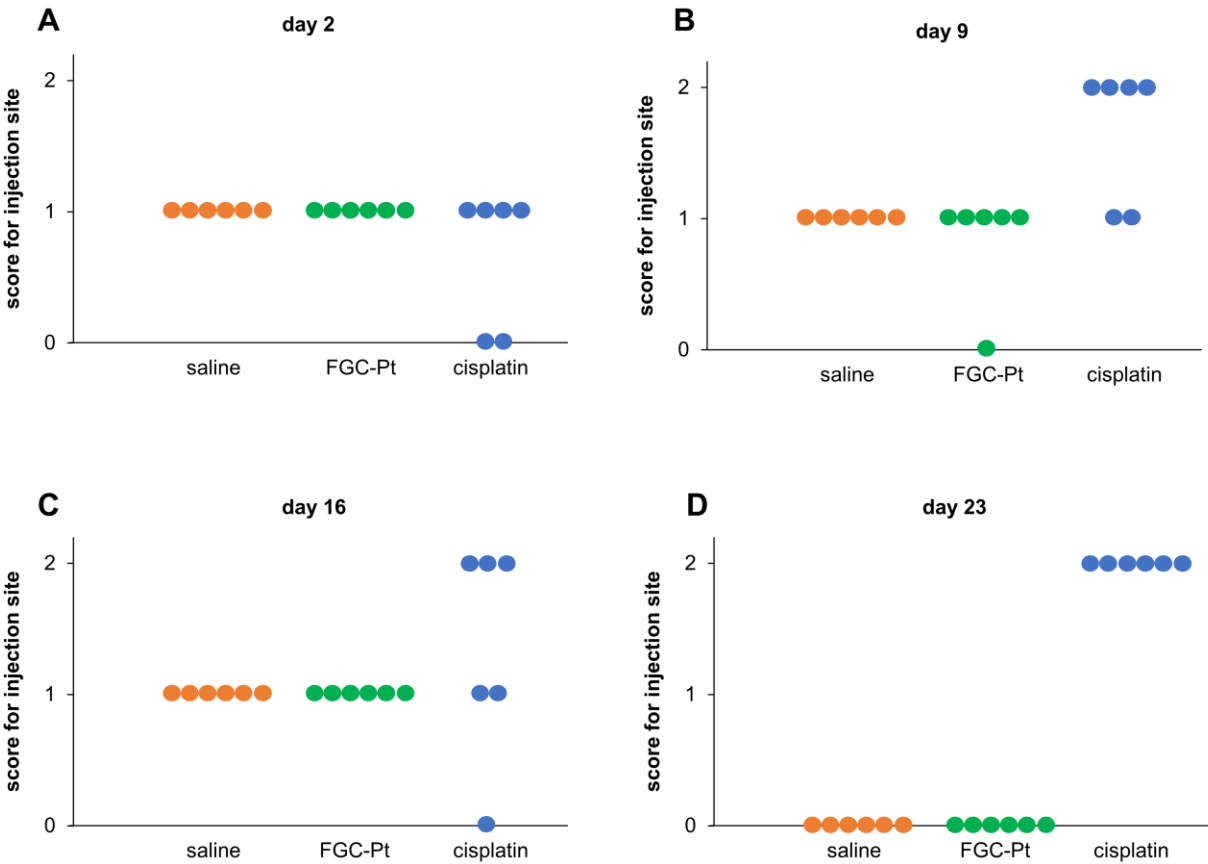 A
day 2
score for injection site
2
1
0
saline FGC-Pt cisplatin
B
day 9
score for injection site
2
1
0
saline FGC-Pt cisplatin
C
day 16
score for injection site
2
1
0
saline FGC-Pt cisplatin
D
day 23
score for injection site
2
1
0
saline FGC-Pt cisplatin